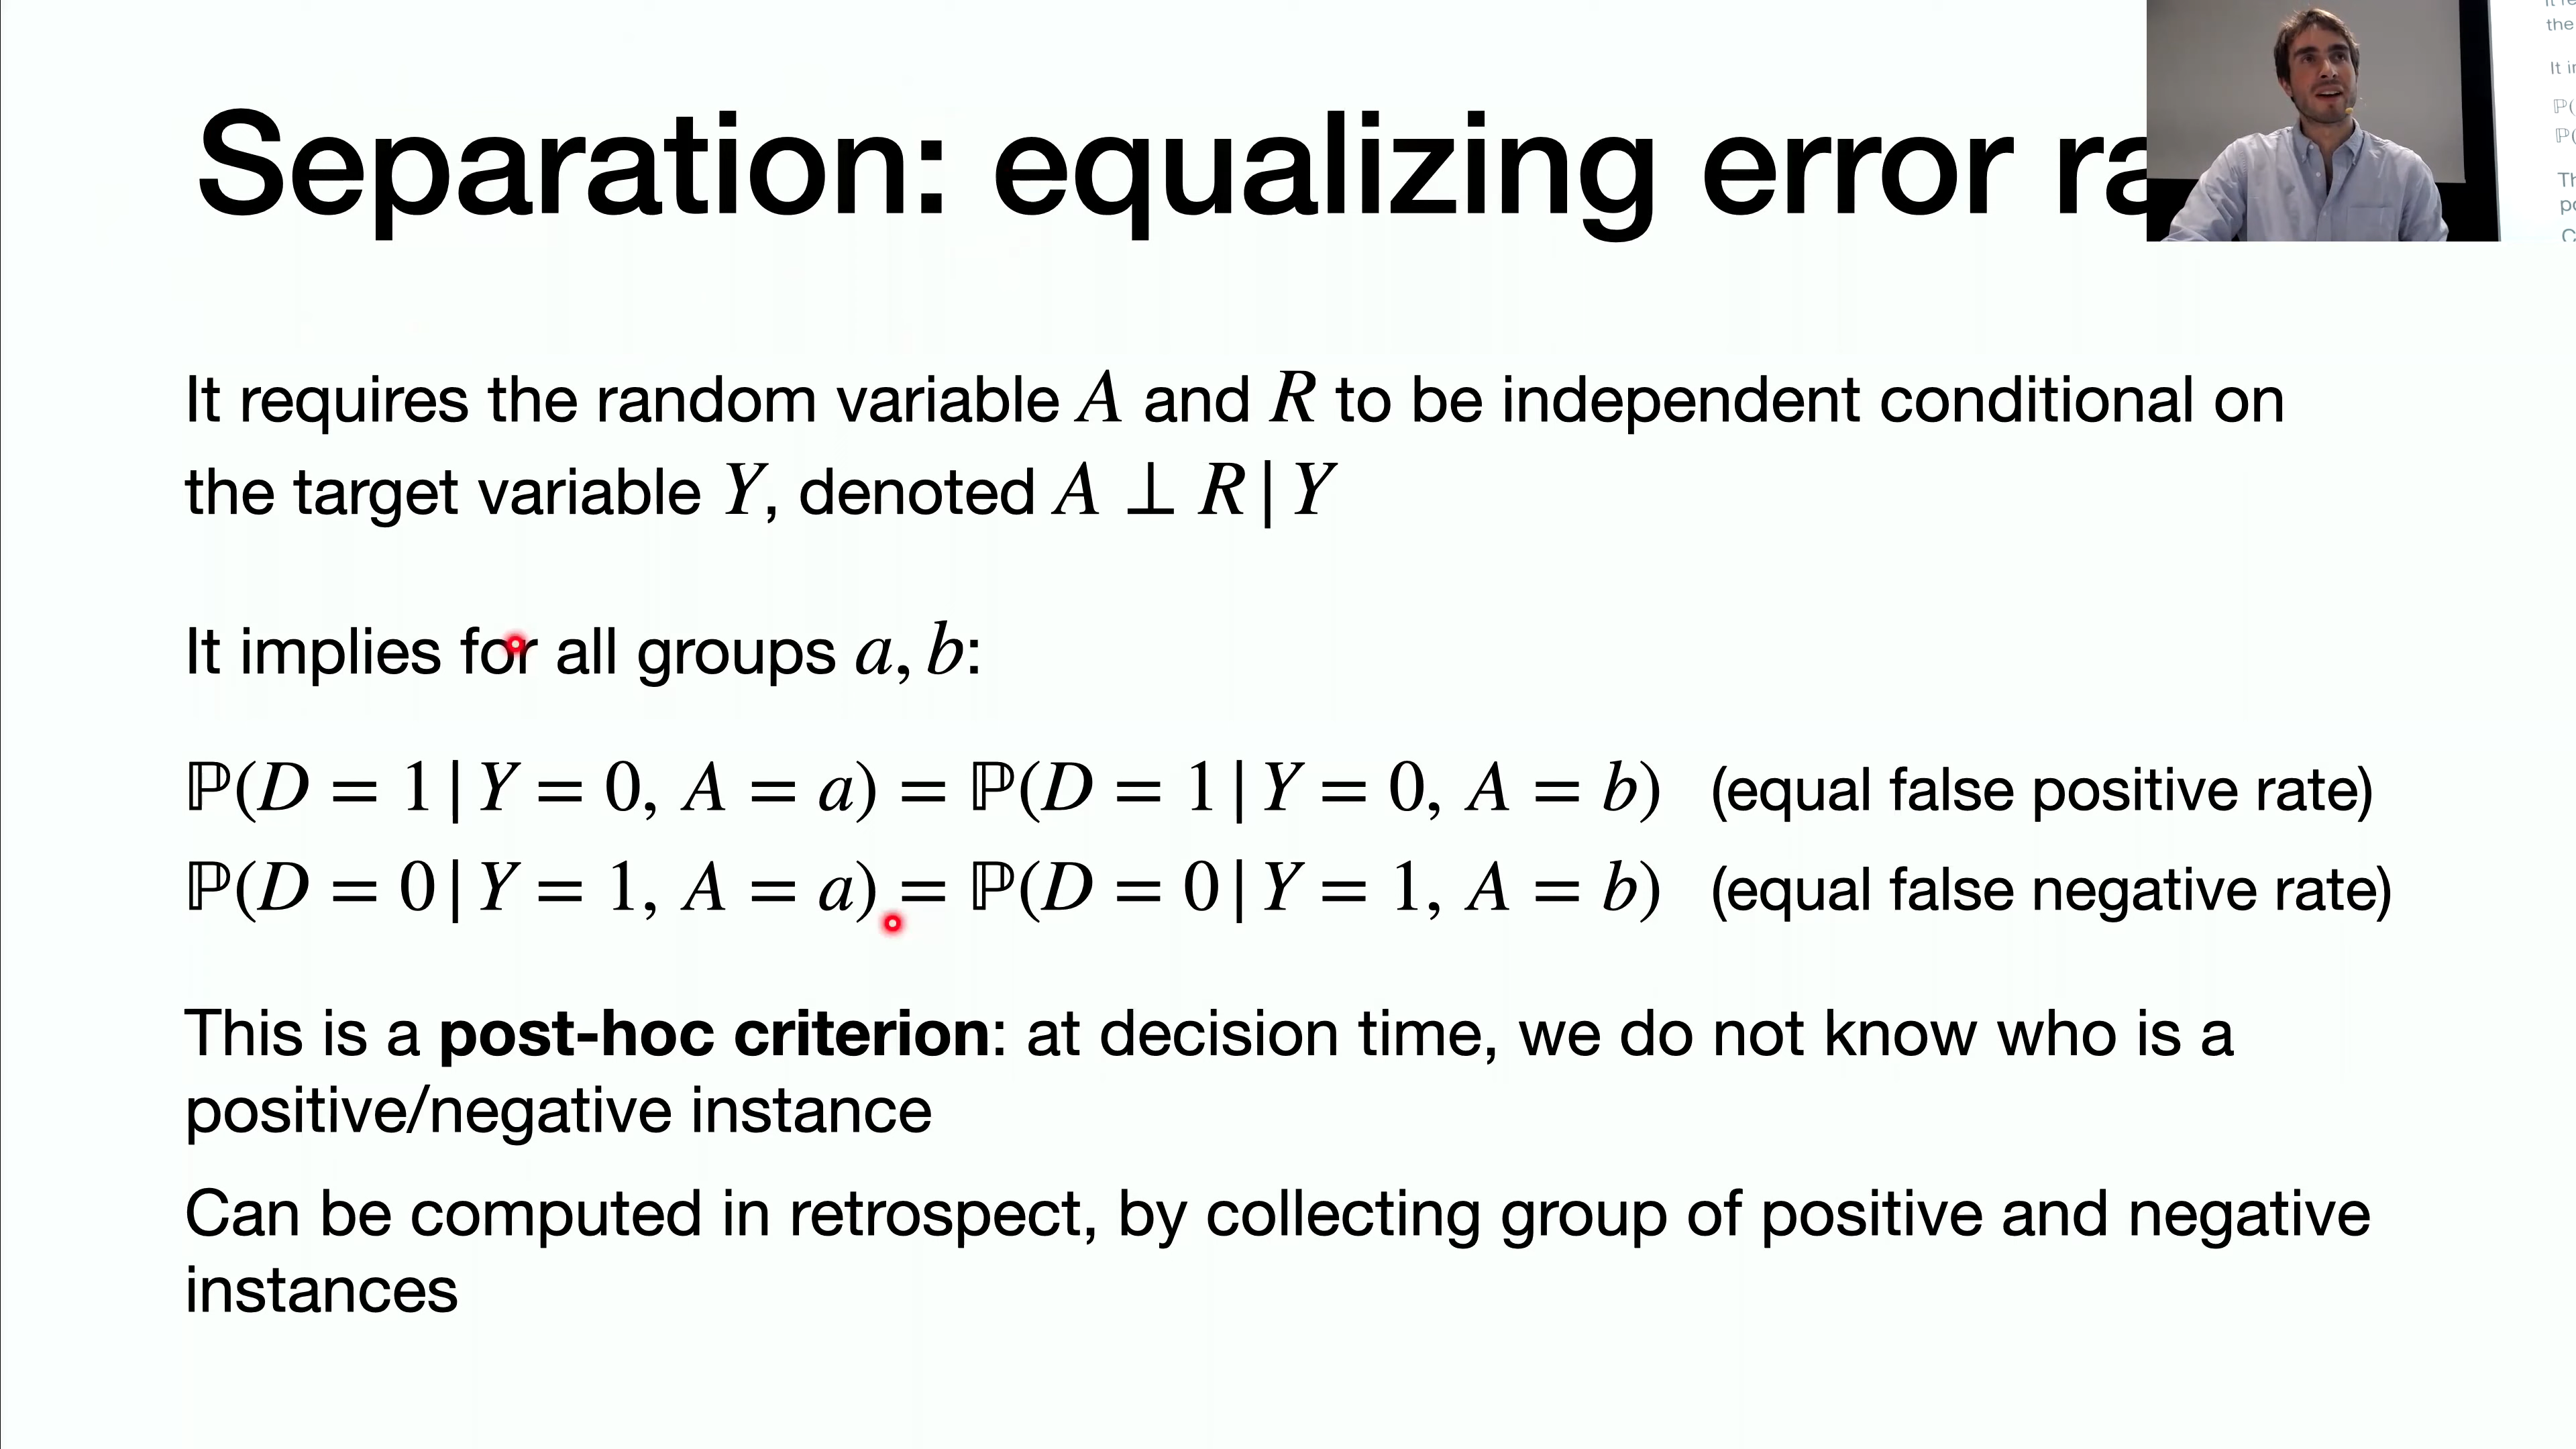 Separation: equalizing error
It requires the random variable A and R to be independent conditional on
the target variable Y, denoted A ⊥ R | Y
It implies for all groups a, b:
ℙ(D = 1 | Y = 0, A = a) = ℙ(D = 1 | Y = 0, A = b) (equal false positive rate)
ℙ(D = 0 | Y = 1, A = a) = ℙ(D = 0 | Y = 1, A = b) (equal false negative rate)
This is a post-hoc criterion: at decision time, we do not know who is a
positive/negative instance
Can be computed in retrospect, by collecting group of positive and negative
instances